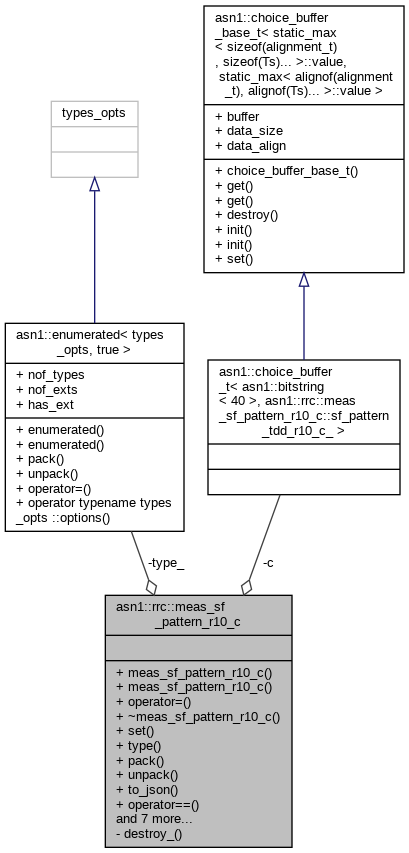 asn1::choice_buffer
_base_t< static_max
< sizeof(alignment_t)
, sizeof(Ts)... >::value,
static_max< alignof(alignment
_t), alignof(Ts)... >::value >
+ buffer
+ data_size
+ data_align
+ choice_buffer_base_t()
+ get()
+ get()
+ destroy()
+ init()
+ init()
+ set()
types_opts
asn1::enumerated< types
_opts, true >
+ nof_types
+ nof_exts
+ has_ext
+ enumerated()
+ enumerated()
+ pack()
+ unpack()
+ operator=()
+ operator typename types
_opts ::options()
asn1::choice_buffer
_t< asn1::bitstring
< 40 >, asn1::rrc::meas
_sf_pattern_r10_c::sf_pattern
_tdd_r10_c_ >
-type_
-c
asn1::rrc::meas_sf
_pattern_r10_c
+ meas_sf_pattern_r10_c()
+ meas_sf_pattern_r10_c()
+ operator=()
+ ~meas_sf_pattern_r10_c()
+ set()
+ type()
+ pack()
+ unpack()
+ to_json()
+ operator==()
and 7 more...
- destroy_()